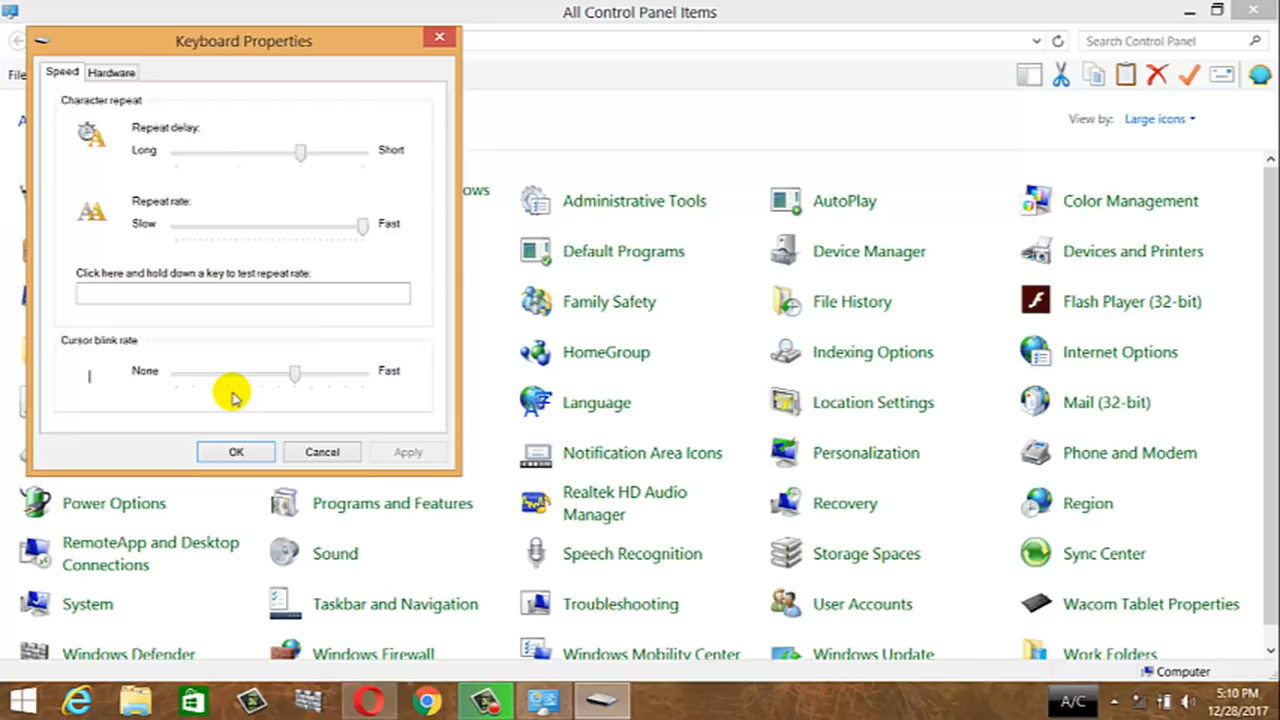 All Control Panel Items
Keyboard Properties
Search Control Panel
Speed
Hardware
Character repeat
Repeat delay:
Long
Short
Repeat rate:
Slow
Fast
Click here and hold down a key to test repeat rate:
Cursor blink rate
None
Fast
OK
Cancel
Apply
View by:
Large icons
Administrative Tools
AutoPlay
Color Management
Default Programs
Device Manager
Devices and Printers
Family Safety
File History
Flash Player (32-bit)
HomeGroup
Indexing Options
Internet Options
Language
Location Settings
Mail (32-bit)
Notification Area Icons
Personalization
Phone and Modem
Power Options
Programs and Features
Realtek HD Audio
Manager
Recovery
Region
RemoteApp and Desktop
Connections
Sound
Speech Recognition
Storage Spaces
Sync Center
System
Taskbar and Navigation
Troubleshooting
User Accounts
Wacom Tablet Properties
Windows Defender
Windows Firewall
Windows Mobility Center
Windows Update
Work Folders
Computer
A/C
5:10 PM
12/28/2017